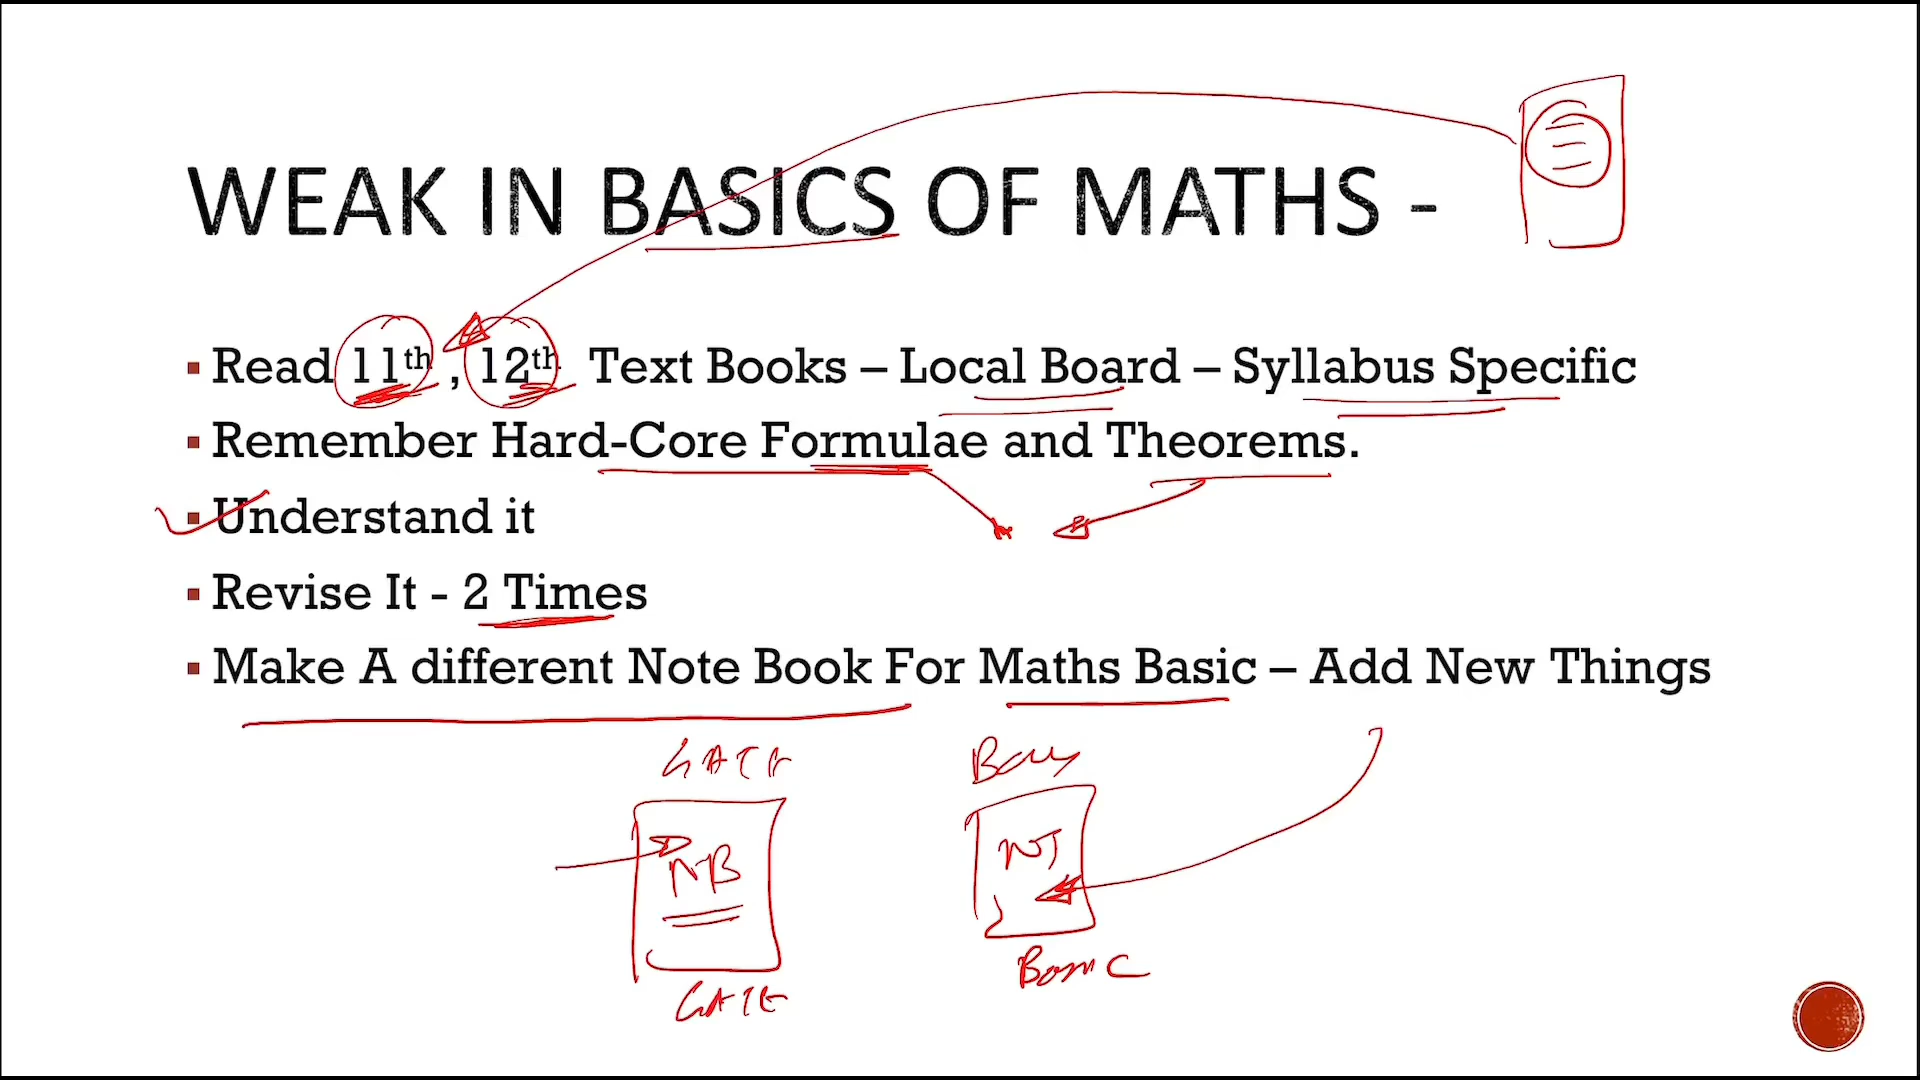 WEAK IN BASICS OF MATHS -
▪ Read 11th, 12th Text Books – Local Board – Syllabus Specific
▪ Remember Hard-Core Formulae and Theorems.
▪ Understand it
▪ Revise It - 2 Times
▪ Make A different Note Book For Maths Basic – Add New Things
GATE
NB
GATE
Basic